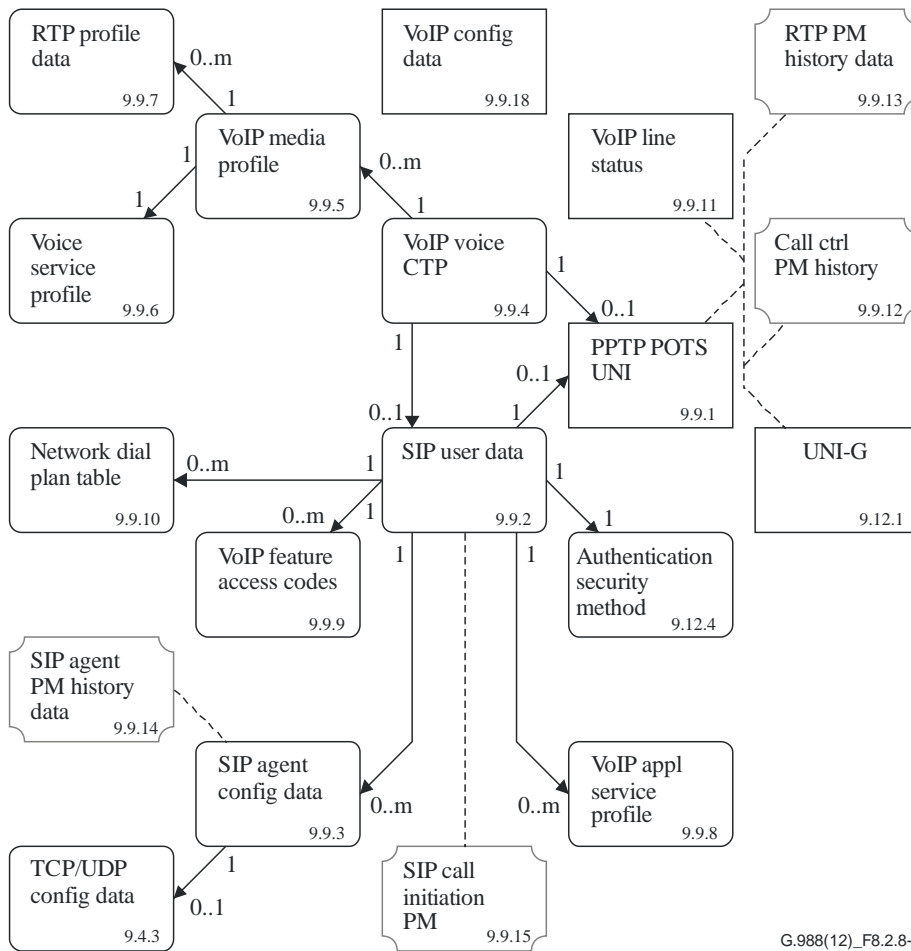 RTP profile
data
9.9.7
0..m
1
VoIP config
data
9.9.18
RTP PM
history data
9.9.13
VoIP media
profile
9.9.5
1
1
0..m
1
VoIP line
status
9.9.11
Voice
service
profile
9.9.6
VoIP voice
CTP
9.9.4
1
0..1
1
0..1
Call ctrl
PM history
9.9.12
PPTP POTS
UNI
9.9.1
0..1
1
Network dial
plan table
9.9.10
0..m
1
SIP user data
9.9.2
UNI-G
9.12.1
0..m
1
1
1
1
1
VoIP feature
access codes
9.9.9
Authentication
security
method
9.12.4
SIP agent
PM history
data
9.9.14
SIP agent
config data
9.9.3
0..m
0..m
VoIP appl
service
profile
9.9.8
1
0..1
TCP/UDP
config data
9.4.3
SIP call
initiation
PM
9.9.15
G.988(12)_F8.2.8-